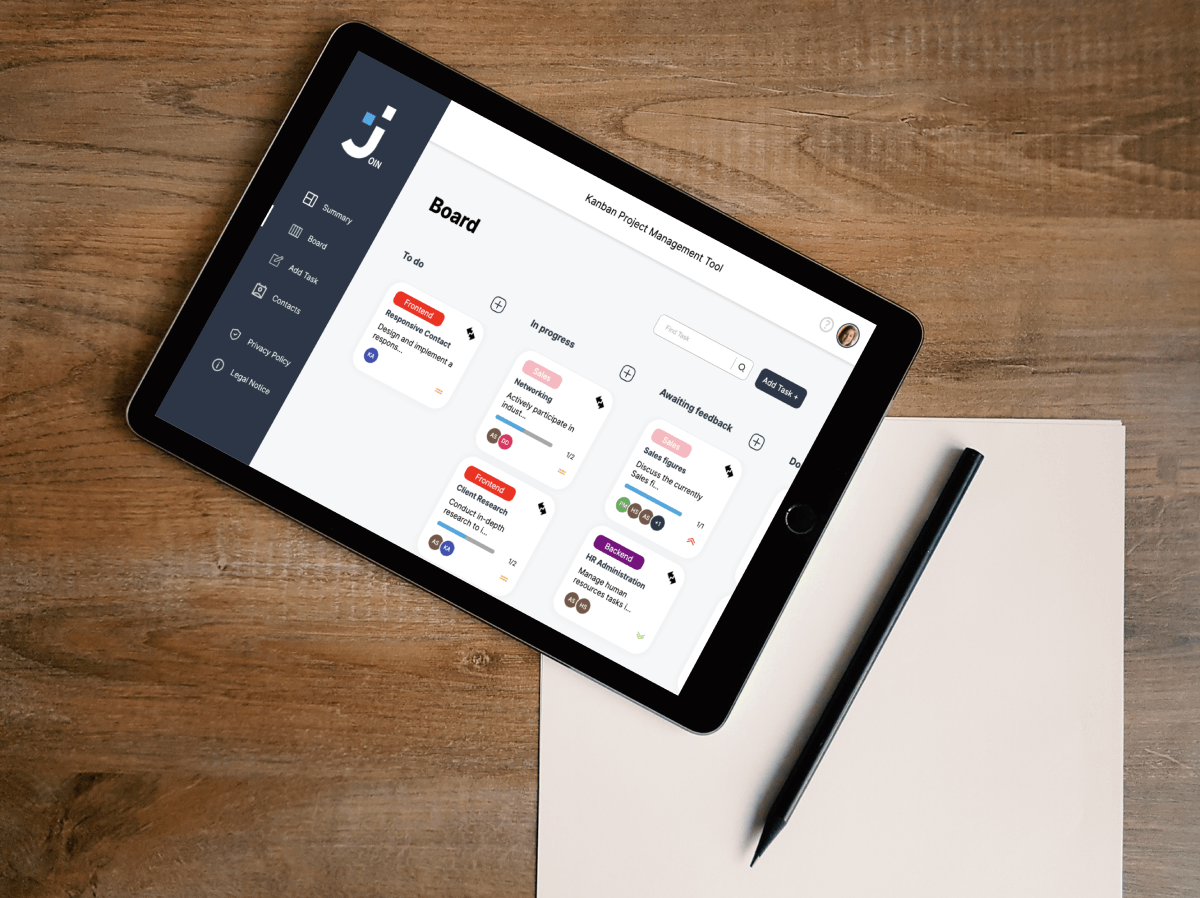 OIN
Summary
Board
Add Task
Contacts
Privacy Policy
Legal Notice
Kanban Project Management Tool
?
Board
Find Task
Add Task +
To do
Frontend
Responsive Contact
Design and implement a
respons...
KA
In progress
Sales
Networking
Actively participate in
indust...
1/2
AS DD
Frontend
Client Research
Conduct in-depth
research to i...
1/2
AS KA
Awaiting feedback
Sales
Sales figures
Discuss the currently
Sales fi...
1/1
PM HS AS +1
Backend
HR Administration
Manage human
resources tasks i...
AS HS
Do